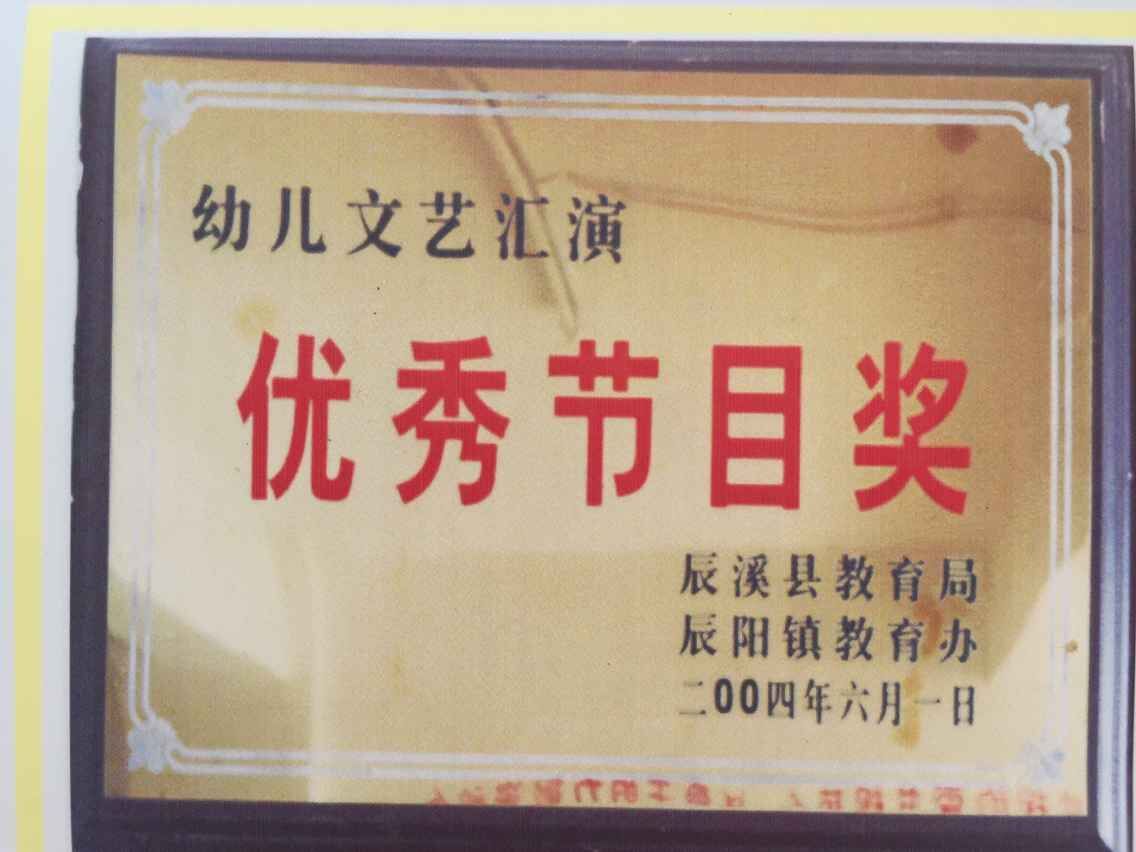 幼儿文艺汇演
优秀节目奖
辰溪县教育局
辰阳镇教育办
二00四年六月一日